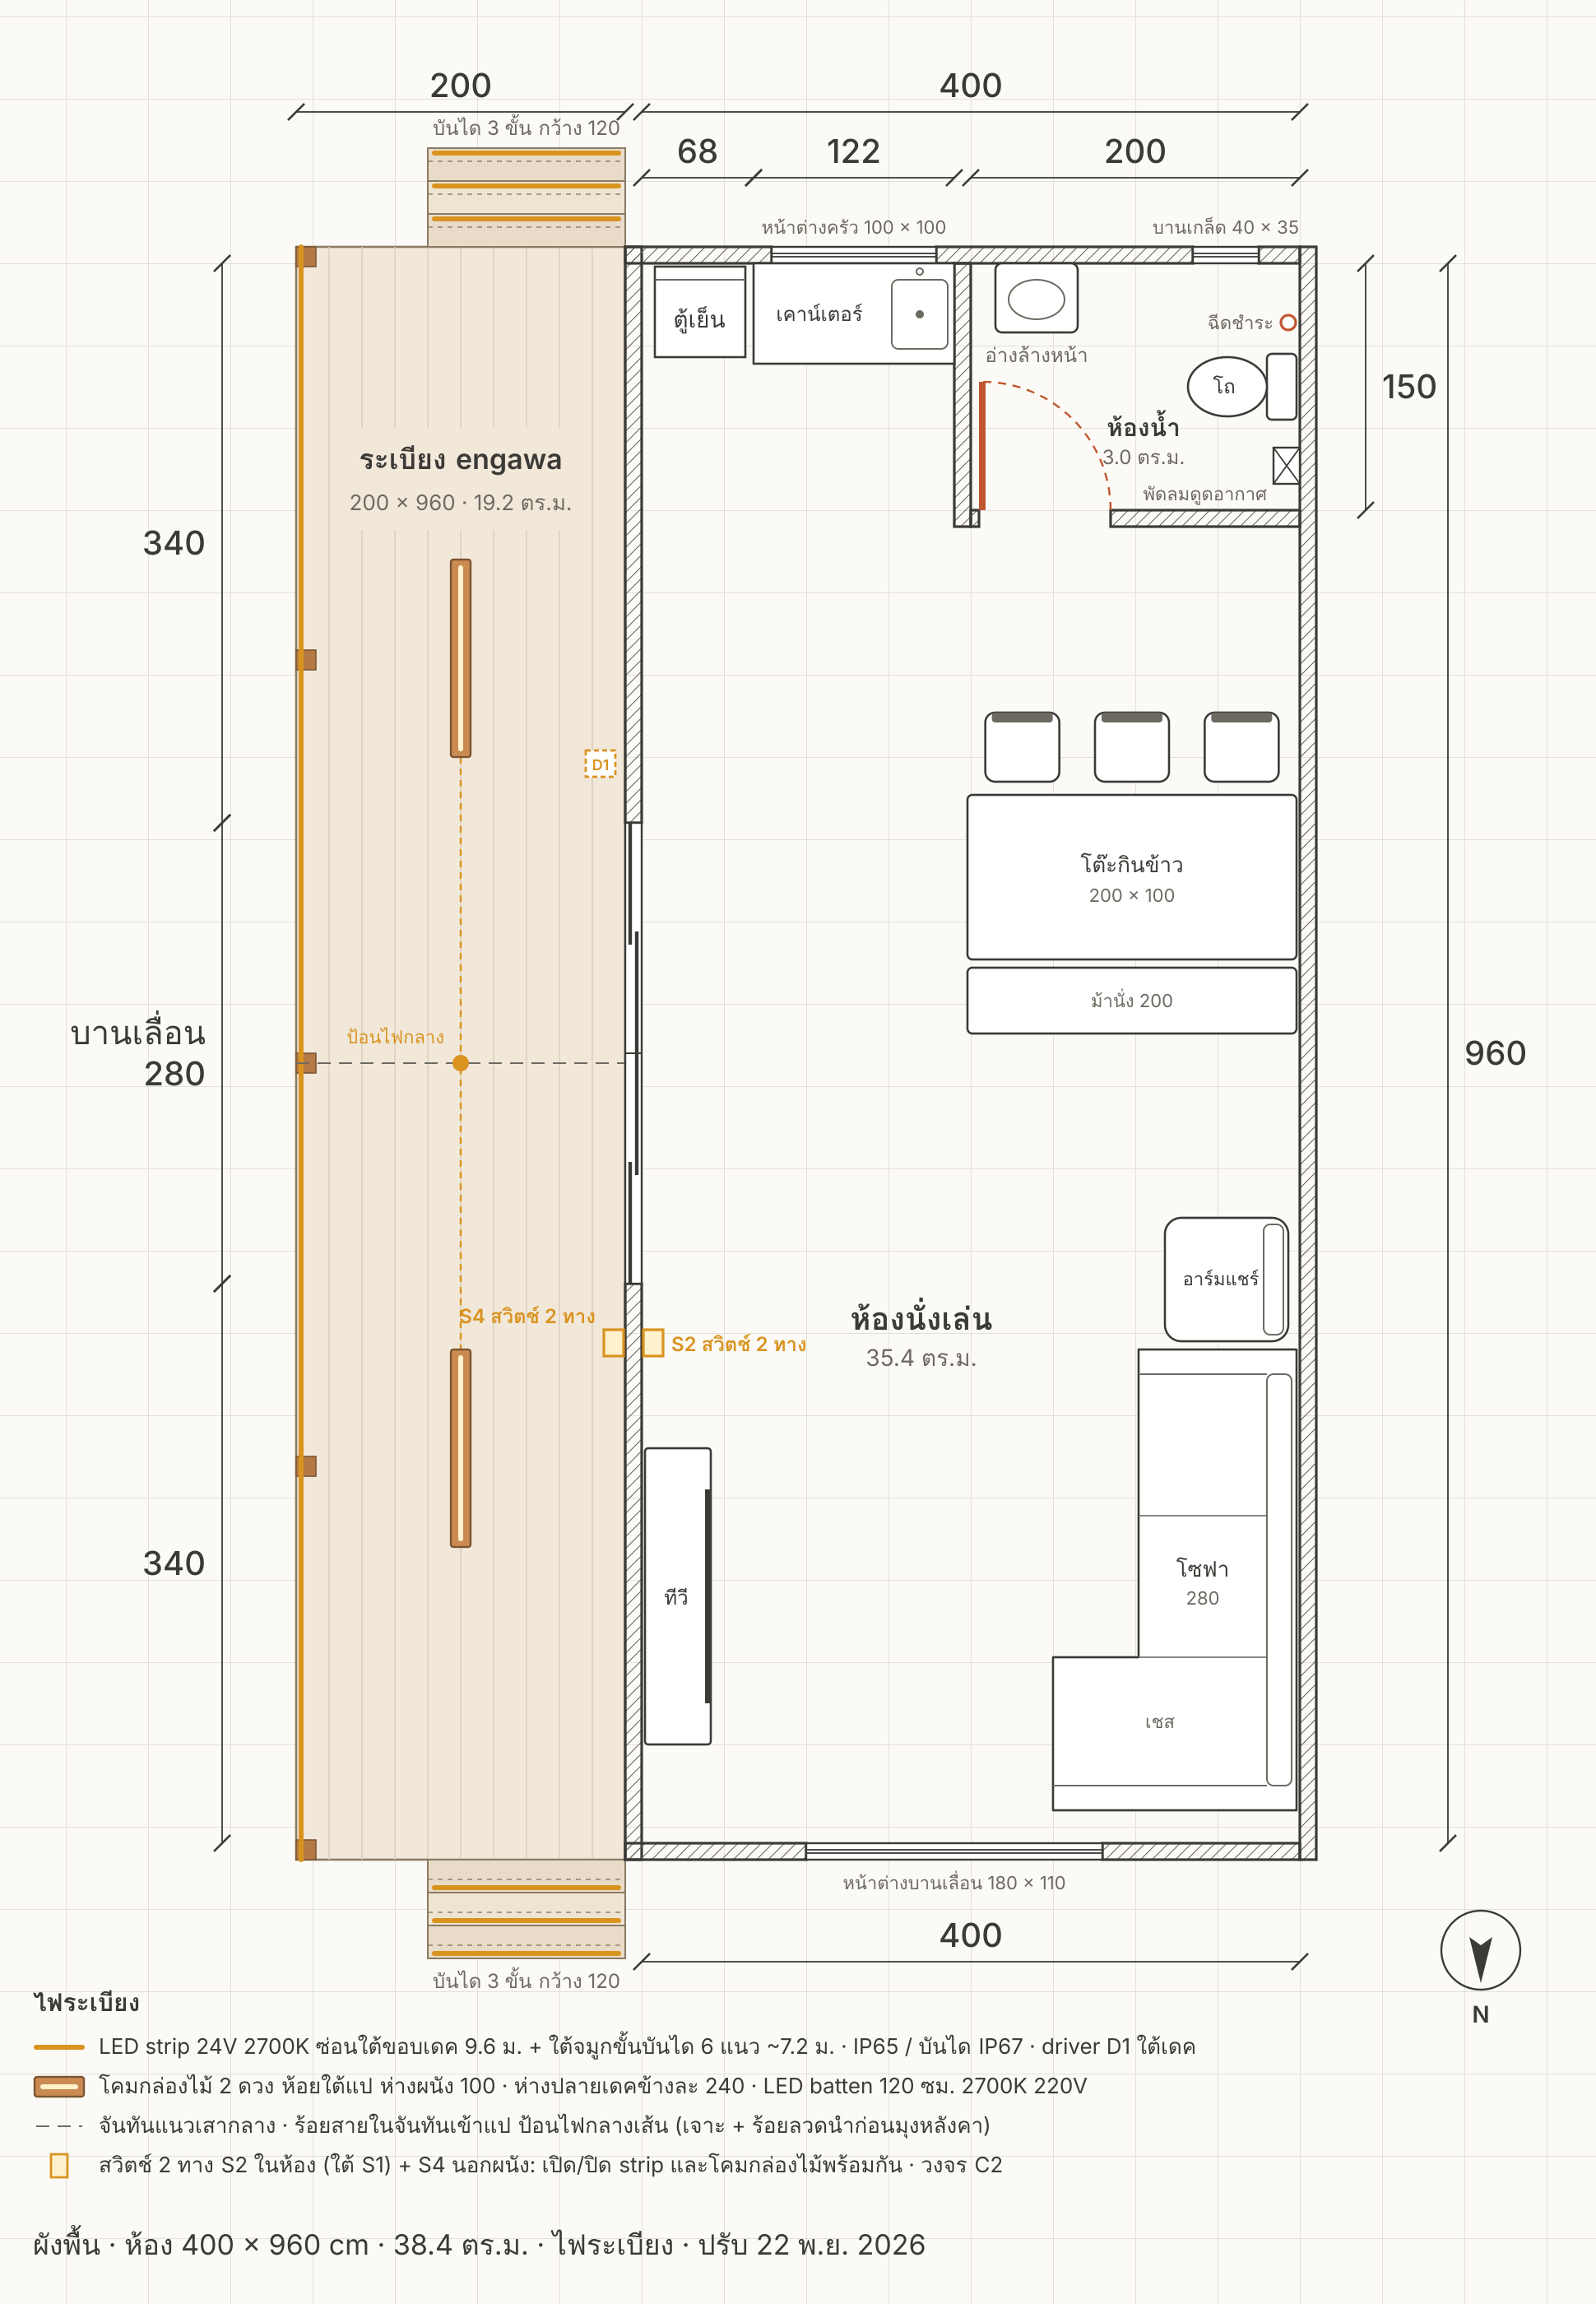 200
400
บันได 3 ขั้น กว้าง 120
68
122
200
หน้าต่างครัว 100 × 100
บานเกล็ด 40 × 35
ตู้เย็น
เคาน์เตอร์
ฉีดชำระ
อ่างล้างหน้า
โถ
150
ห้องน้ำ
3.0 ตร.ม.
พัดลมดูดอากาศ
ระเบียง engawa
200 × 960 · 19.2 ตร.ม.
340
D1
โต๊ะกินข้าว
200 × 100
ม้านั่ง 200
บานเลื่อน
280
ป้อนไฟกลาง
960
อาร์มแชร์
S4 สวิตช์ 2 ทาง
S2 สวิตช์ 2 ทาง
ห้องนั่งเล่น
35.4 ตร.ม.
340
ทีวี
โซฟา
280
เชส
หน้าต่างบานเลื่อน 180 × 110
400
บันได 3 ขั้น กว้าง 120
N
ไฟระเบียง
LED strip 24V 2700K ซ่อนใต้ขอบเดค 9.6 ม. + ใต้จมูกขั้นบันได 6 แนว ~7.2 ม. · IP65 / บันได IP67 · driver D1 ใต้เดค
โคมกล่องไม้ 2 ดวง ห้อยใต้แป ห่างผนัง 100 · ห่างปลายเดคข้างละ 240 · LED batten 120 ซม. 2700K 220V
จันทันแนวเสากลาง · ร้อยสายในจันทันเข้าแป ป้อนไฟกลางเส้น (เจาะ + ร้อยลวดนำก่อนมุงหลังคา)
สวิตช์ 2 ทาง S2 ในห้อง (ใต้ S1) + S4 นอกผนัง: เปิด/ปิด strip และโคมกล่องไม้พร้อมกัน · วงจร C2
ผังพื้น · ห้อง 400 × 960 cm · 38.4 ตร.ม. · ไฟระเบียง · ปรับ 22 พ.ย. 2026